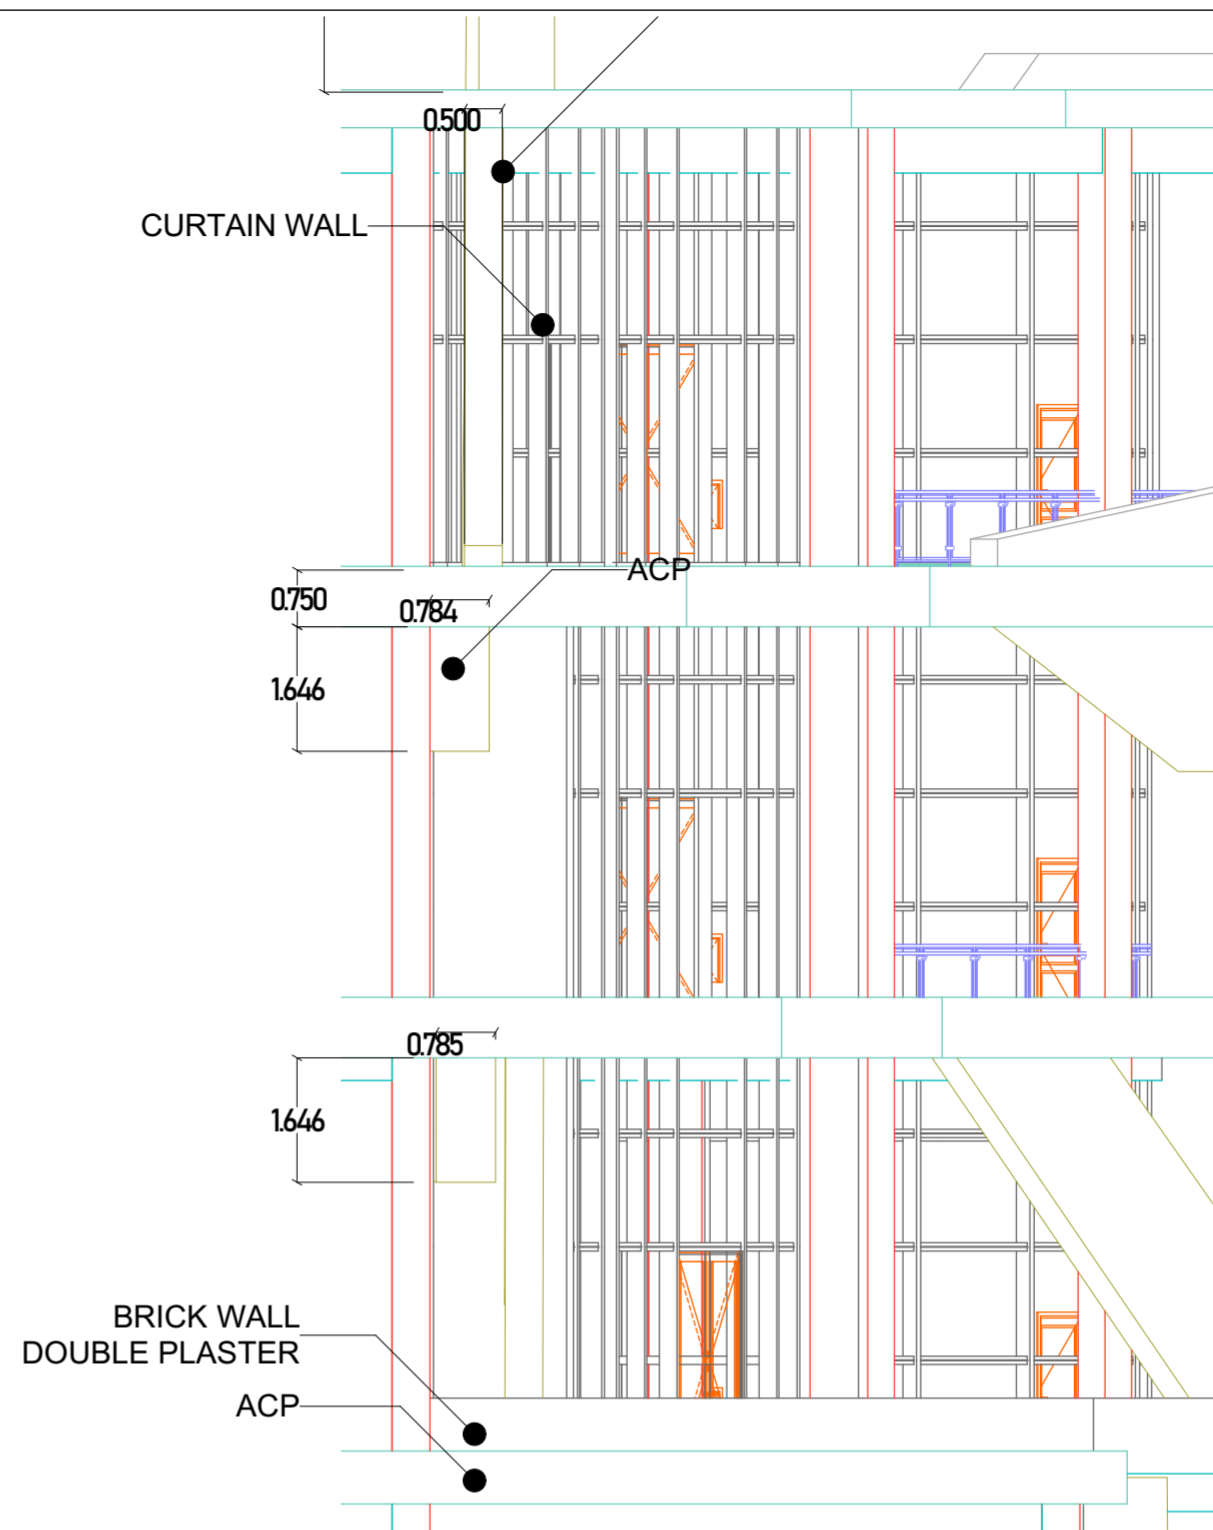 0.500
CURTAIN WALL
ACP
0.750
0.784
1.646
0.785
1.646
BRICK WALL
DOUBLE PLASTER
ACP